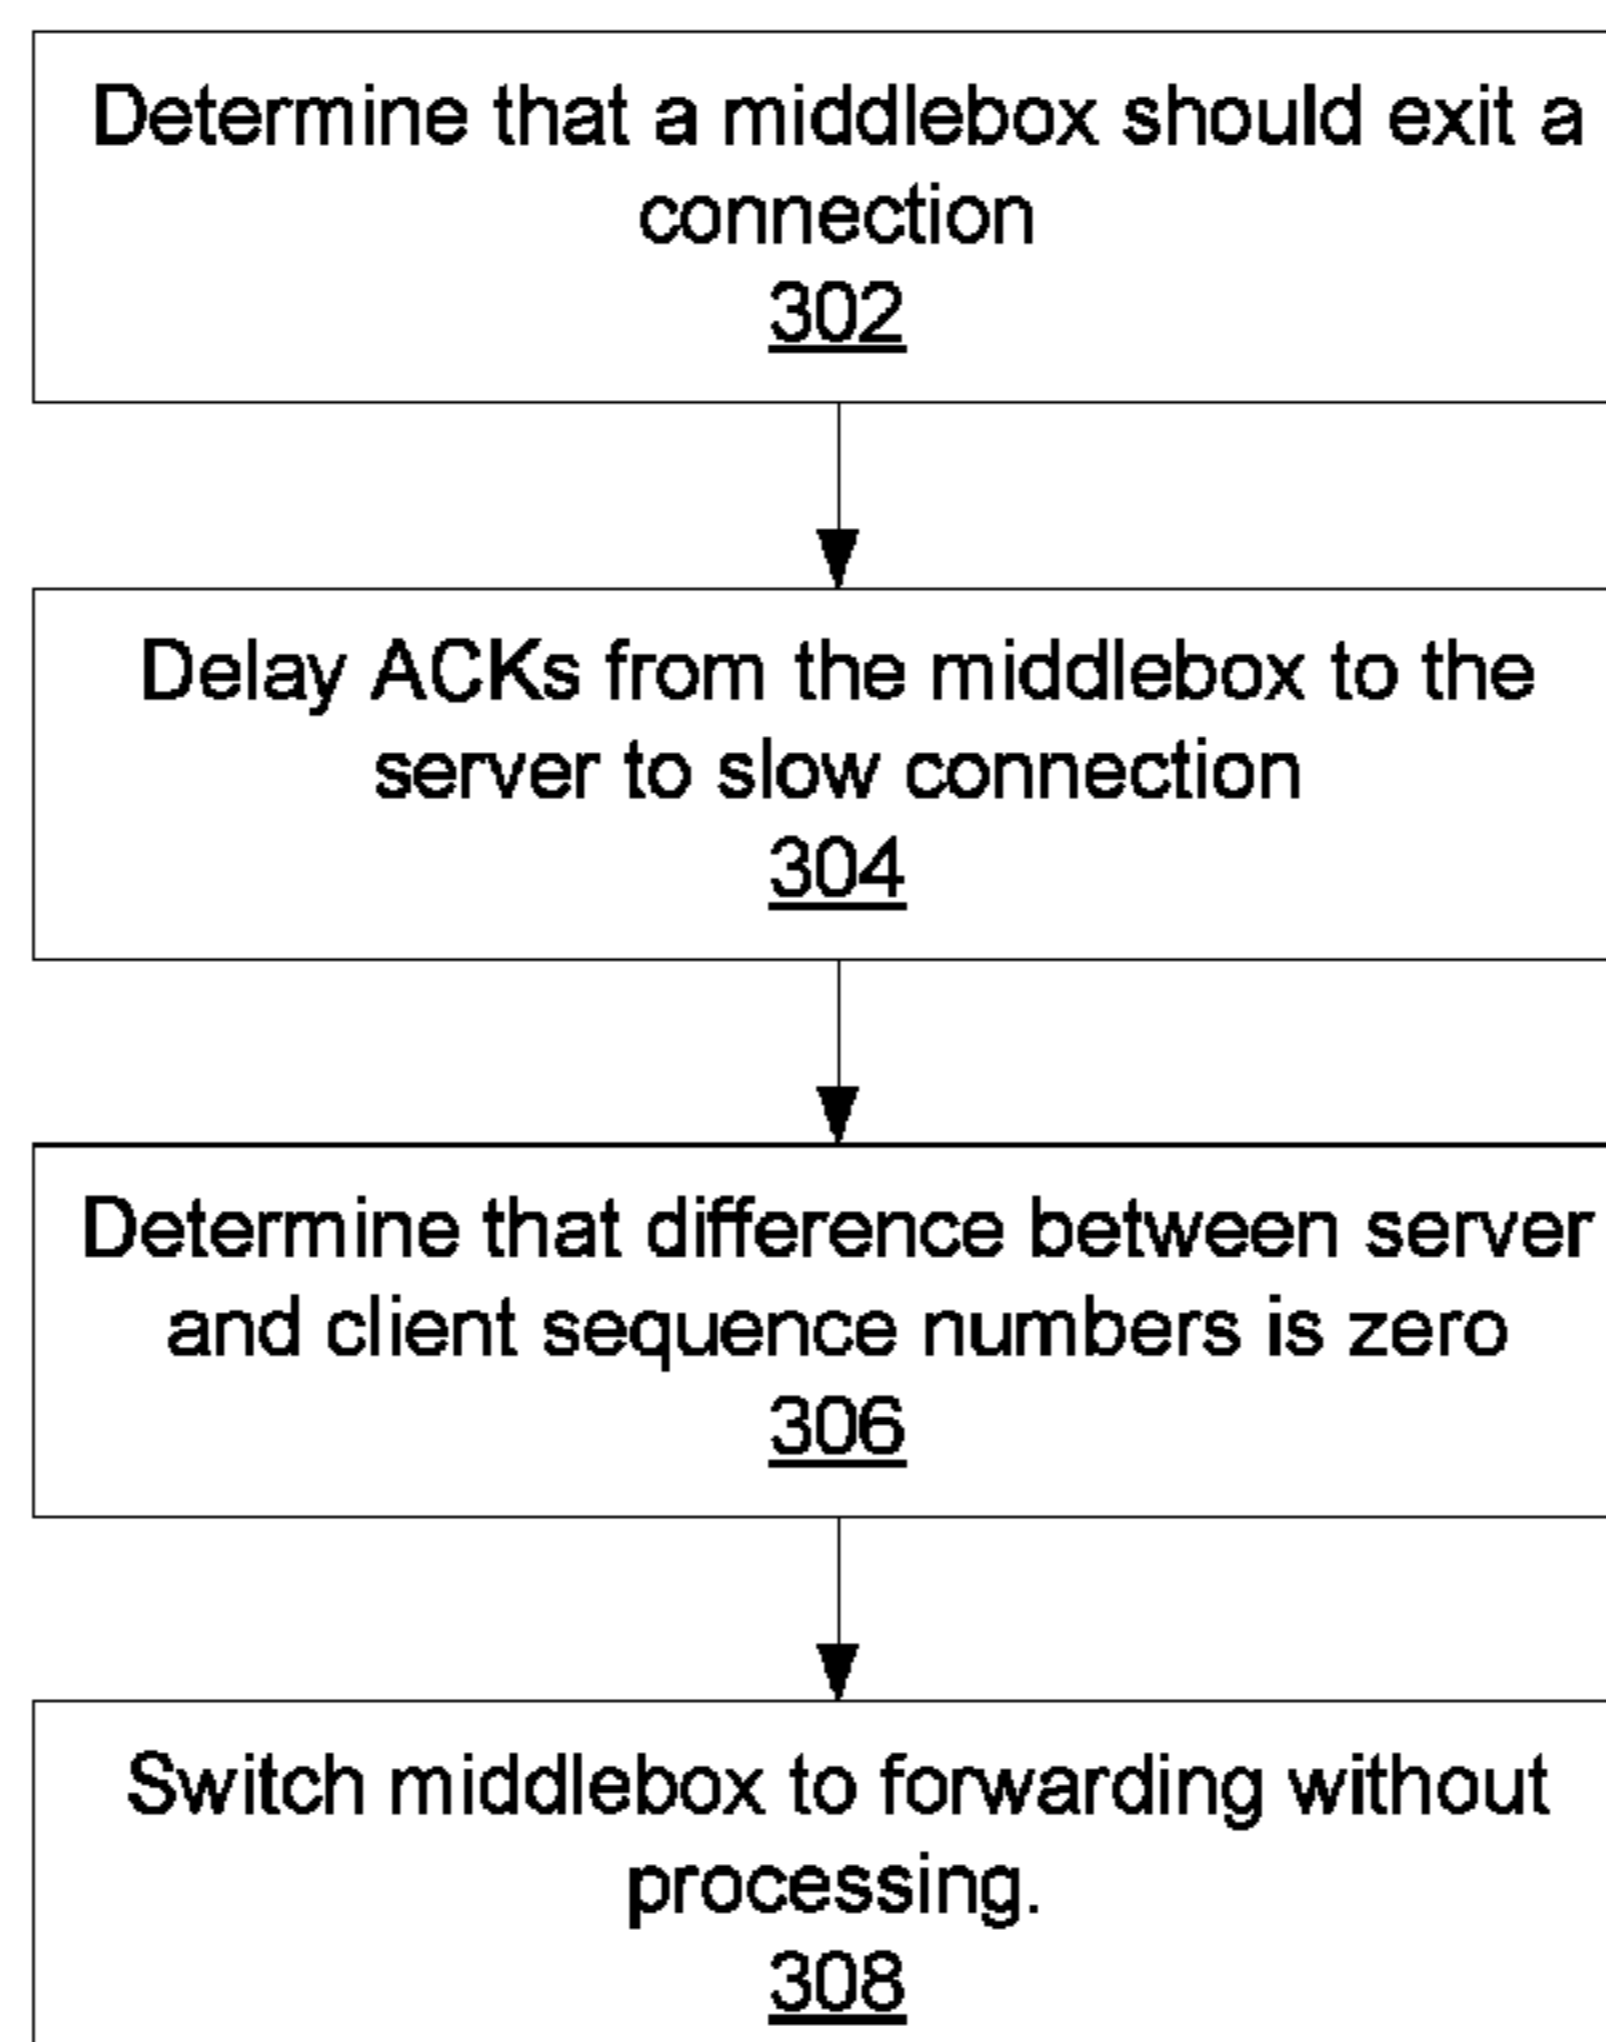 Determine that a middlebox should exit a
connection
302
Delay ACKs from the middlebox to the
server to slow connection
304
Determine that difference between server
and client sequence numbers is zero
306
Switch middlebox to forwarding without
processing.
308